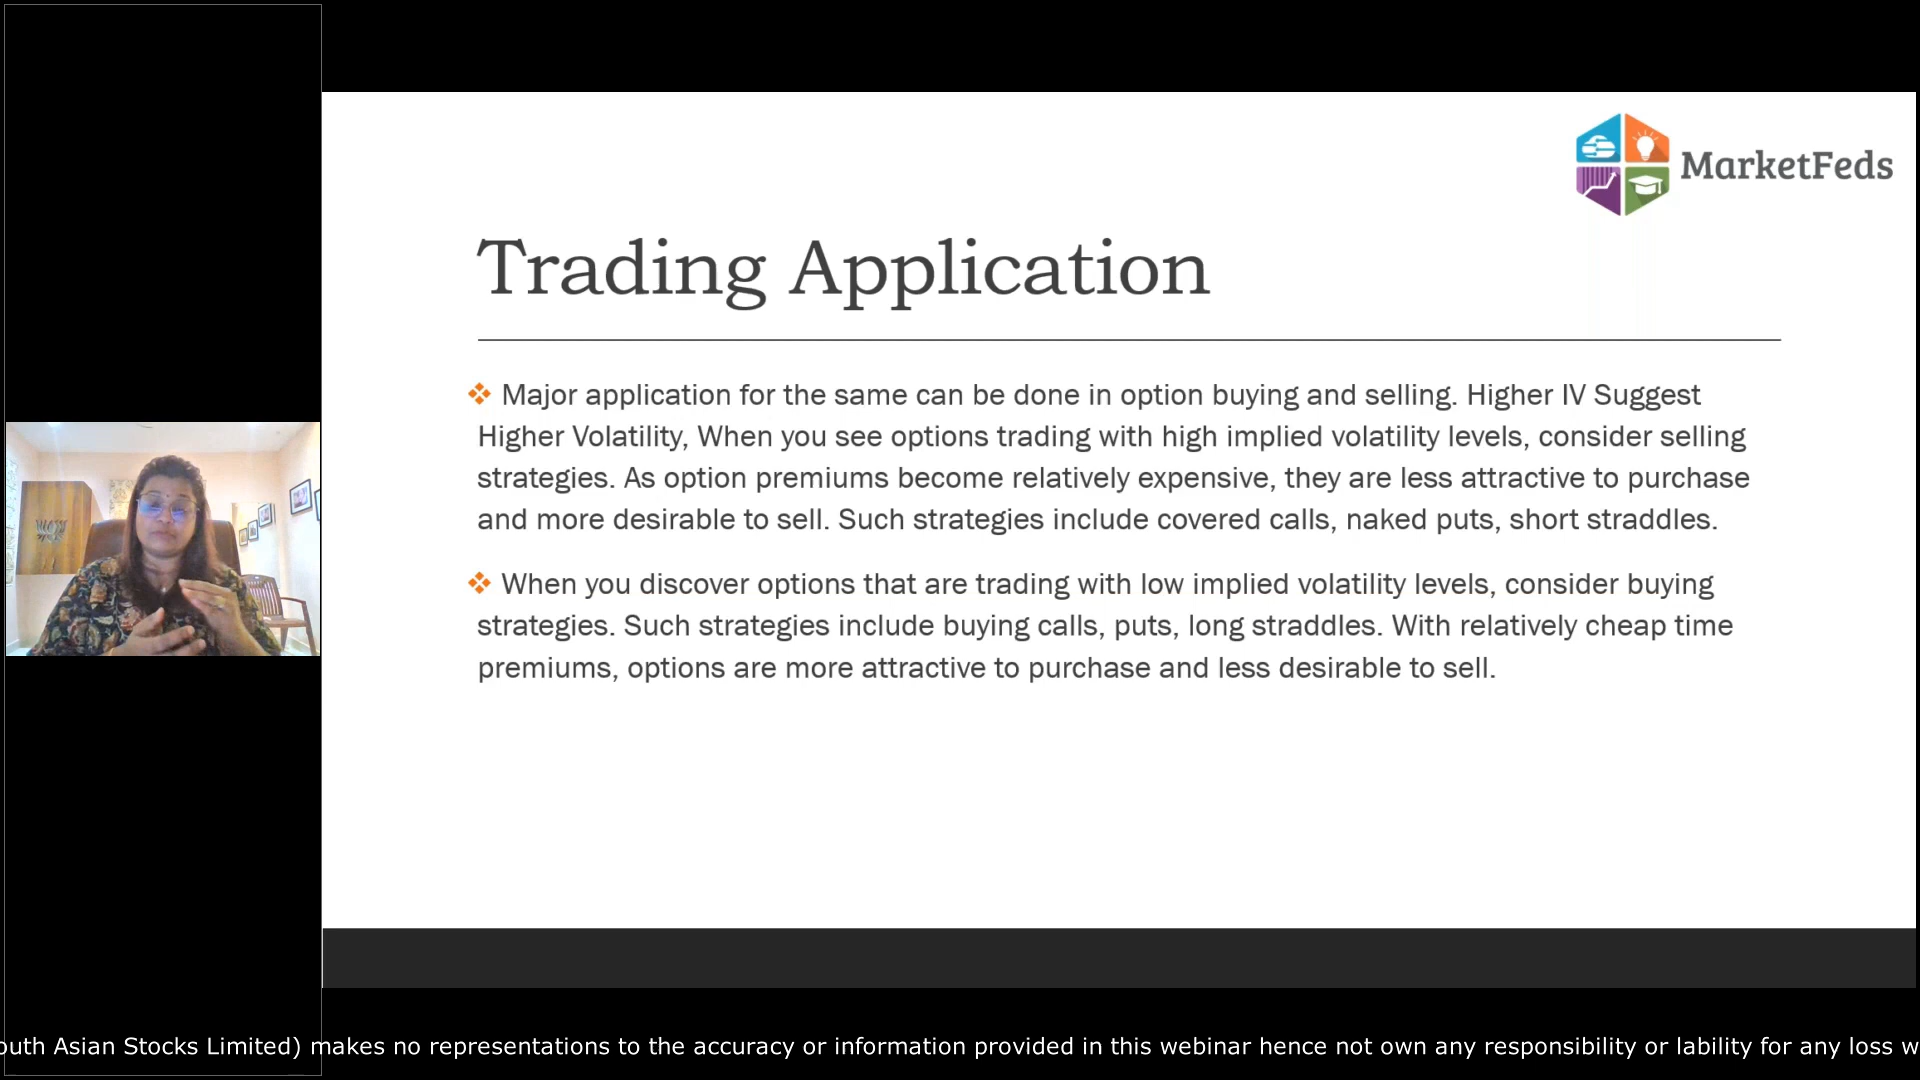 MarketFeds
Trading Application
Major application for the same can be done in option buying and selling. Higher IV Suggest
Higher Volatility, When you see options trading with high implied volatility levels, consider selling
strategies. As option premiums become relatively expensive, they are less attractive to purchase
and more desirable to sell. Such strategies include covered calls, naked puts, short straddles.
When you discover options that are trading with low implied volatility levels, consider buying
strategies. Such strategies include buying calls, puts, long straddles. With relatively cheap time
premiums, options are more attractive to purchase and less desirable to sell.
outh Asian Stocks Limited) makes no representations to the accuracy or information provided in this webinar hence not own any responsibility or lability for any loss w